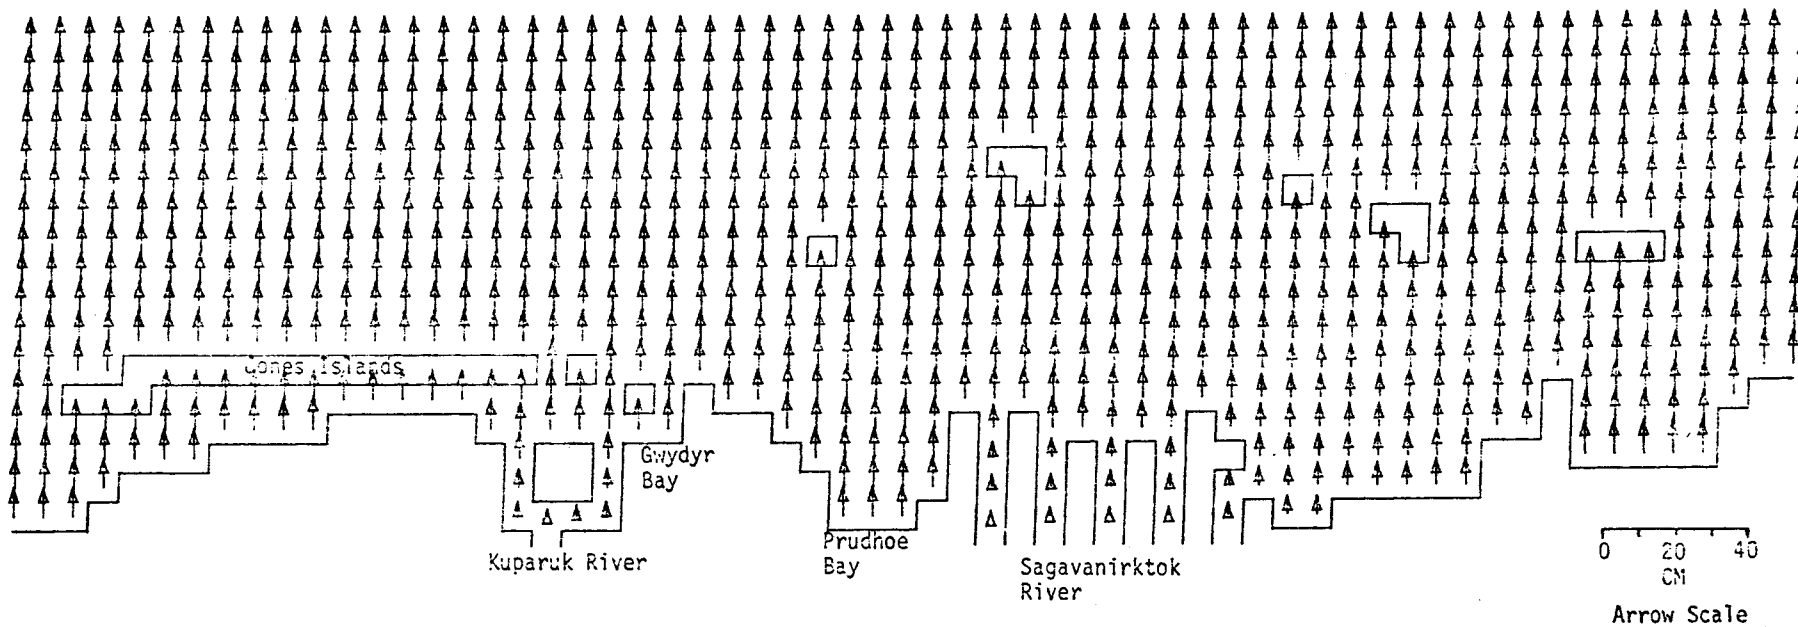 Jones Islands
Gwydyr
Bay
Kuparuk River
Prudhoe
Bay
Sagavanirktok
River
0 20 40
CM
Arrow Scale